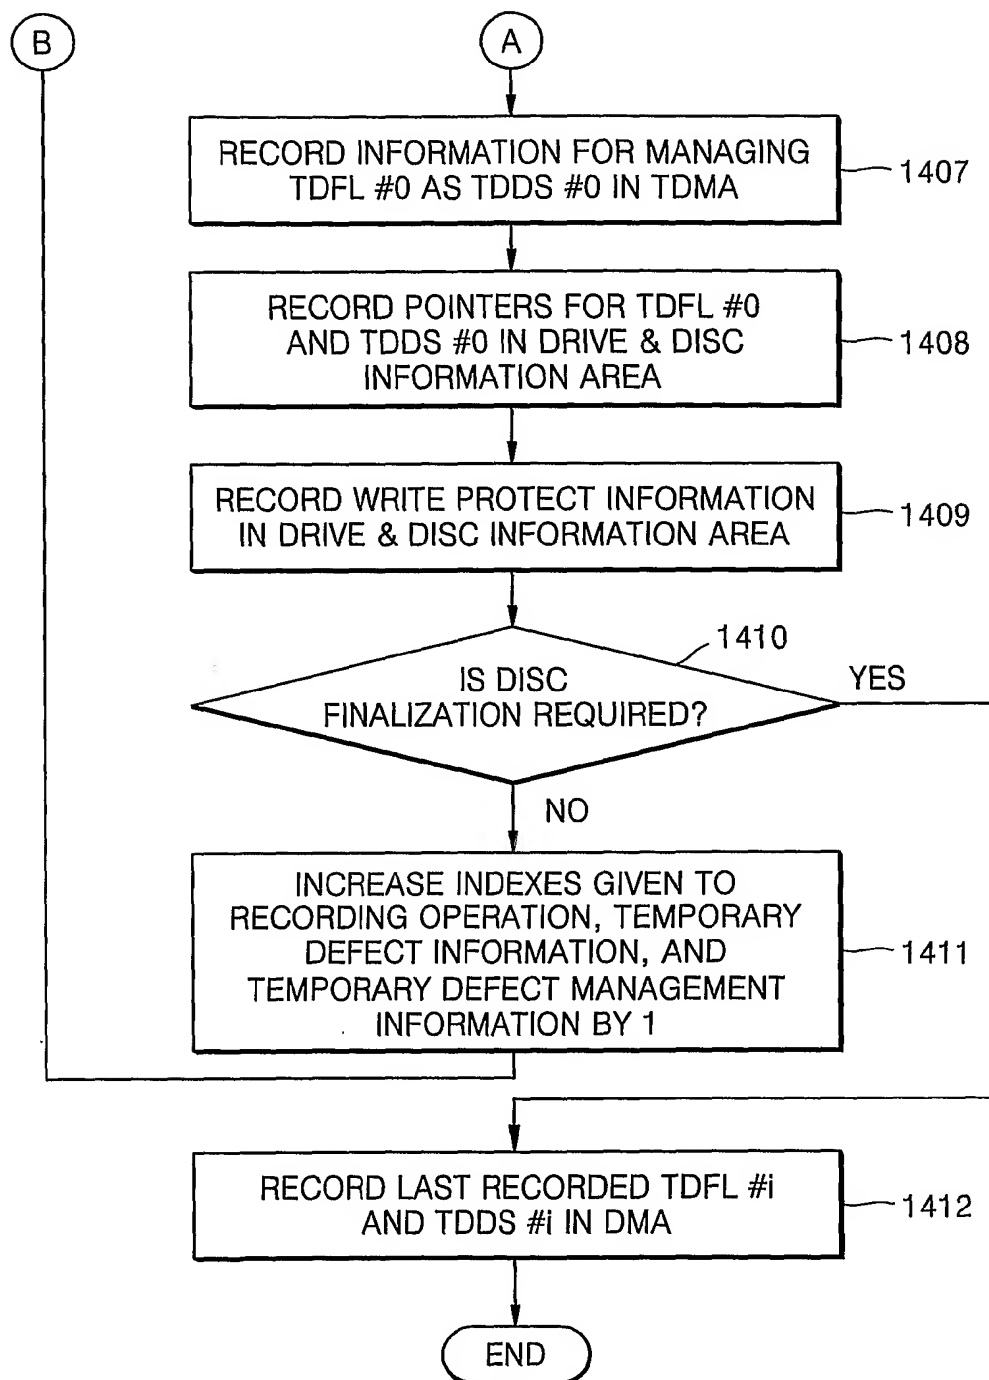 B
A
RECORD INFORMATION FOR MANAGING
TDFL #0 AS TDDS #0 IN TDMA
1407
RECORD POINTERS FOR TDFL #0
AND TDDS #0 IN DRIVE & DISC
INFORMATION AREA
1408
RECORD WRITE PROTECT INFORMATION
IN DRIVE & DISC INFORMATION AREA
1409
1410
IS DISC
FINALIZATION REQUIRED?
YES
NO
INCREASE INDEXES GIVEN TO
RECORDING OPERATION, TEMPORARY
DEFECT INFORMATION, AND
TEMPORARY DEFECT MANAGEMENT
INFORMATION BY 1
1411
RECORD LAST RECORDED TDFL #i
AND TDDS #i IN DMA
1412
END